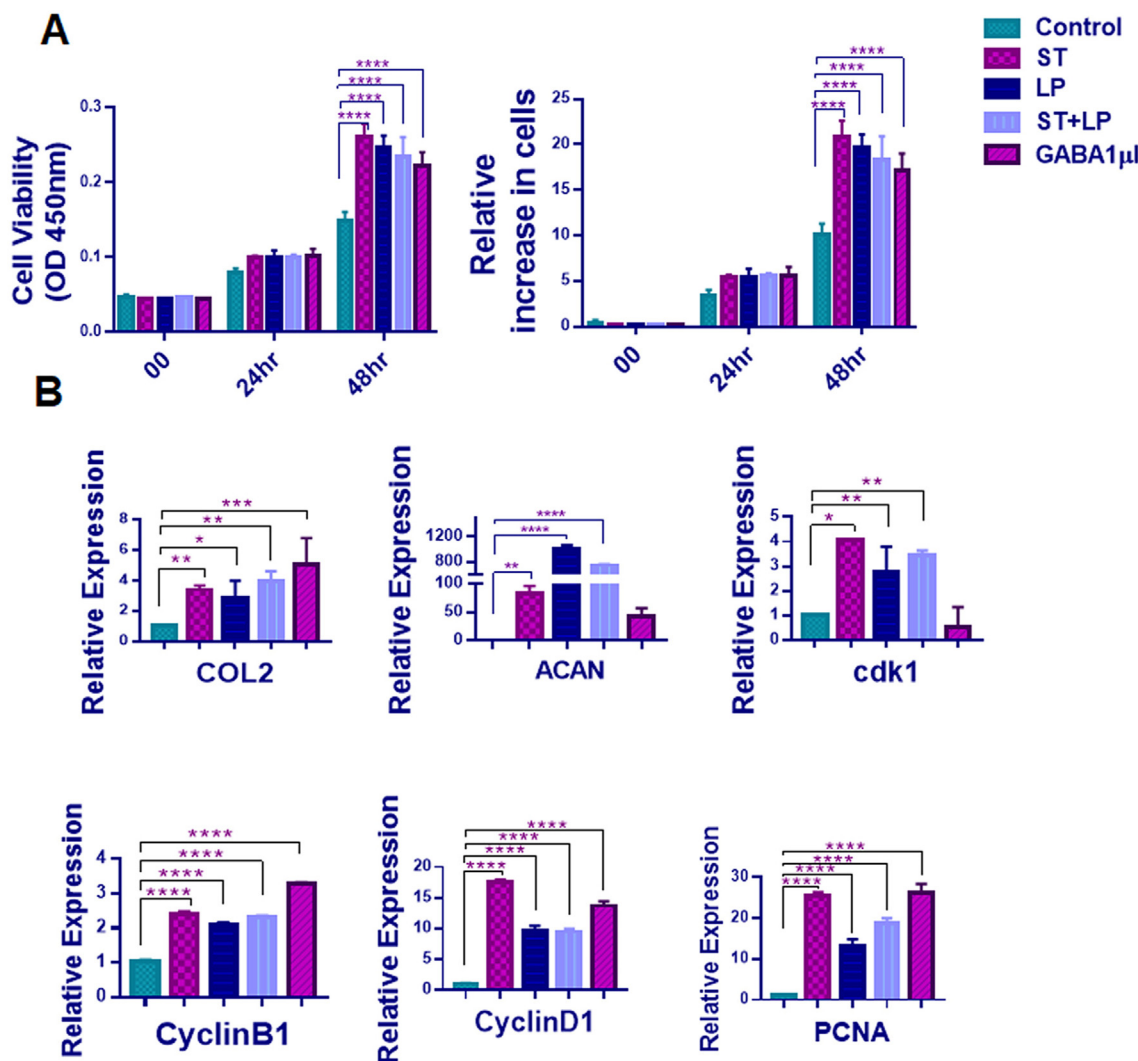 A
Control
ST
LP
ST+LP
GABA1µl
Cell Viability
(OD 450nm)
0.3
0.2
0.1
0.0
****
****
****
****
00
24hr
48hr
Relative
increase in cells
25
20
15
10
5
0
****
****
****
****
00
24hr
48hr
B
Relative Expression
8
6
4
2
0
***
**
*
**
COL2
Relative Expression
1200
800
400
100
50
0
****
****
**
ACAN
Relative Expression
5
4
3
2
1
0
**
**
*
cdk1
Relative Expression
4
3
2
1
0
****
****
****
****
CyclinB1
Relative Expression
20
15
10
5
0
****
****
****
****
CyclinD1
Relative Expression
30
20
10
0
****
****
****
****
PCNA